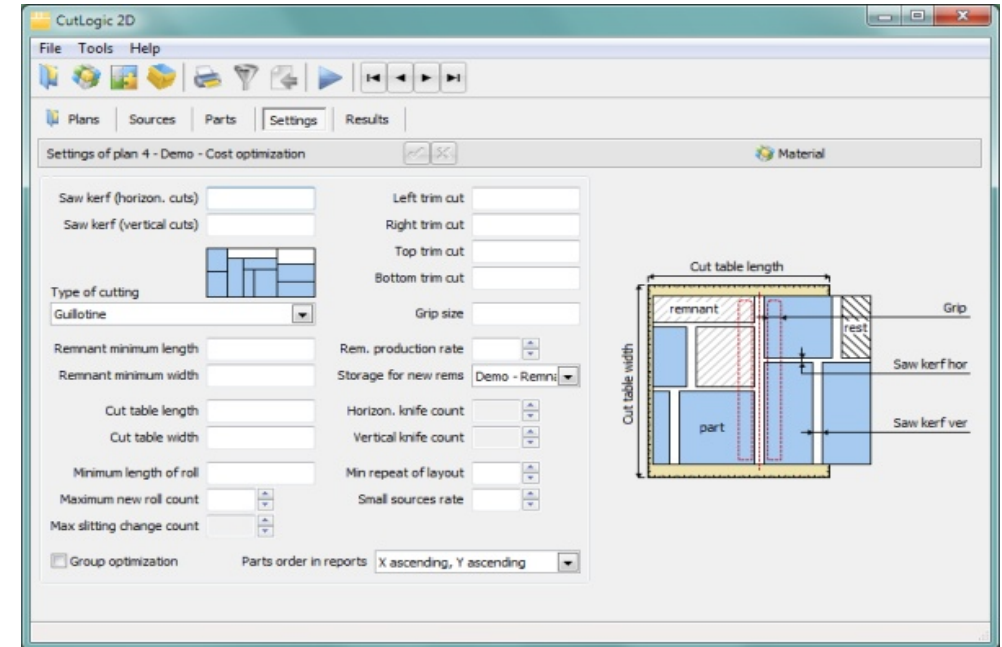 CutLogic 2D
File Tools Help
Plans Sources Parts Settings Results
Settings of plan 4 - Demo - Cost optimization Material
Saw kerf (horizon. cuts) Left trim cut
Saw kerf (vertical cuts) Right trim cut
Top trim cut
Bottom trim cut
Type of cutting
Guillotine Grip size
Remnant minimum length Rem. production rate
Remnant minimum width Storage for new rems Demo - Remna
Cut table length Horizon. knife count
Cut table width Vertical knife count
Minimum length of roll Min repeat of layout
Maximum new roll count Small sources rate
Max slitting change count
Group optimization Parts order in reports X ascending, Y ascending
Cut table length
remnant Grip
rest
Saw kerf hor
Cut table width
part Saw kerf ver